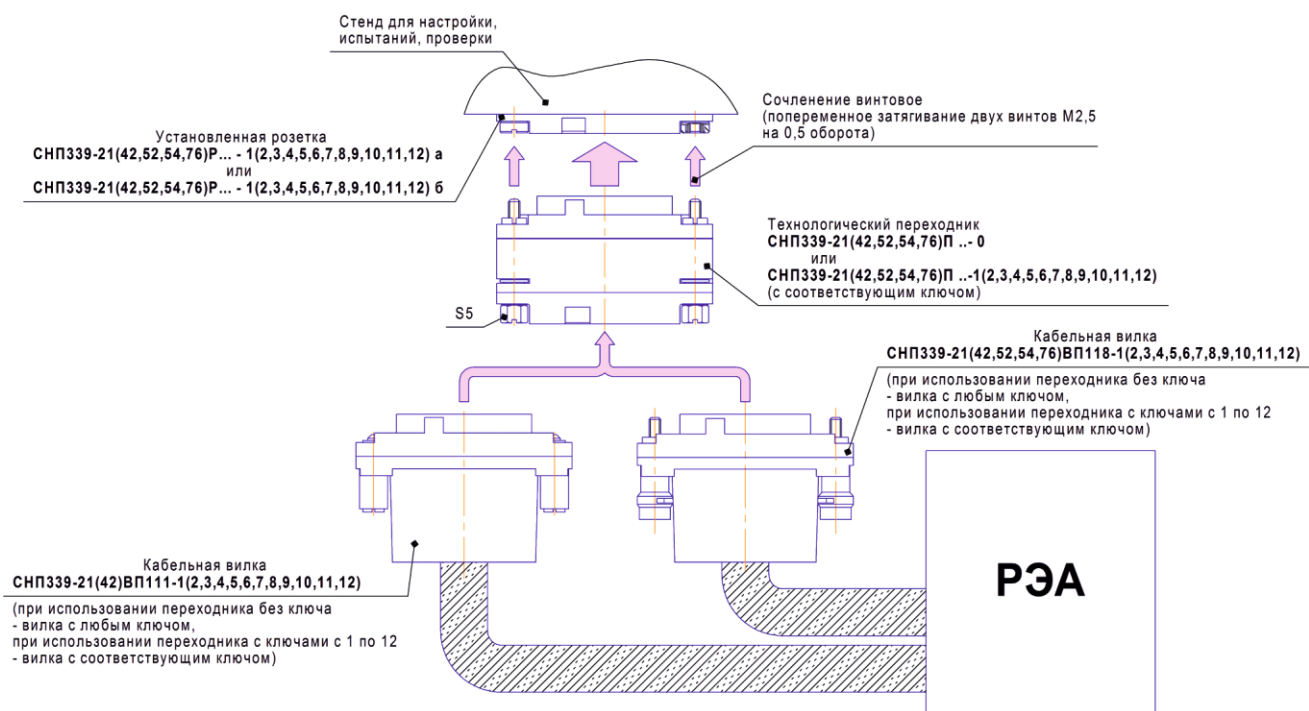 Стенд для настройки,
испытаний, проверки
Сочленение винтовое
(попеременное затягивание двух винтов М2,5
на 0,5 оборота)
Установленная розетка
СНП339-21(42,52,54,76)Р... - 1(2,3,4,5,6,7,8,9,10,11,12) а
или
СНП339-21(42,52,54,76)Р... - 1(2,3,4,5,6,7,8,9,10,11,12) б
Технологический переходник
СНП339-21(42,52,54,76)П ..- 0
или
СНП339-21(42,52,54,76)П ..-1(2,3,4,5,6,7,8,9,10,11,12)
(с соответствующим ключом)
S5
Кабельная вилка
СНП339-21(42,52,54,76)ВП118-1(2,3,4,5,6,7,8,9,10,11,12)
(при использовании переходника без ключа
- вилка с любым ключом,
при использовании переходника с ключами с 1 по 12
- вилка с соответствующим ключом)
Кабельная вилка
СНП339-21(42)ВП111-1(2,3,4,5,6,7,8,9,10,11,12)
(при использовании переходника без ключа
- вилка с любым ключом,
при использовании переходника с ключами с 1 по 12
- вилка с соответствующим ключом)
РЭА